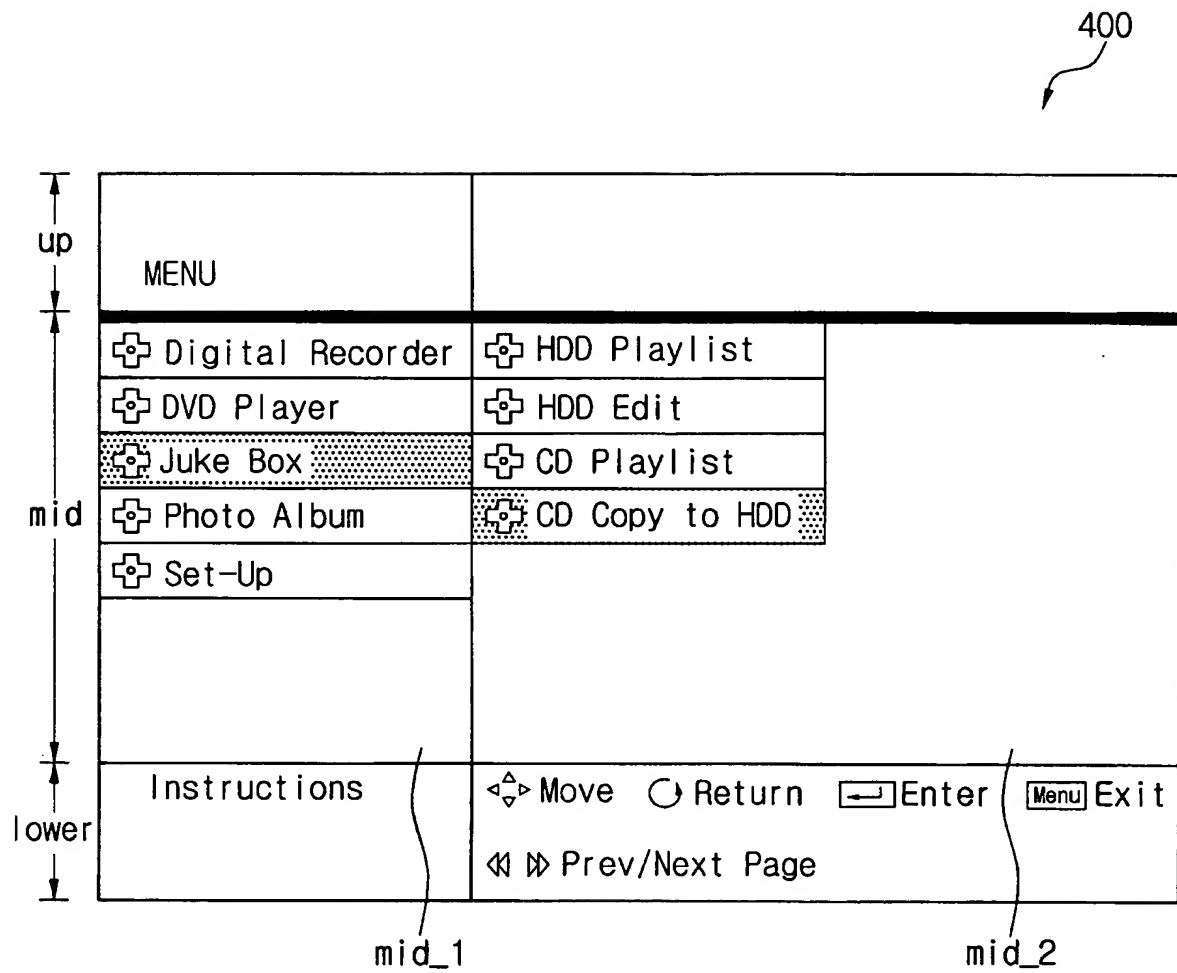 400
up
MENU
mid
Digital Recorder
DVD Player
Juke Box
Photo Album
Set-Up
HDD Playlist
HDD Edit
CD Playlist
CD Copy to HDD
lower
Instructions
Move Return Enter Menu Exit
Prev/Next Page
mid_1 mid_2